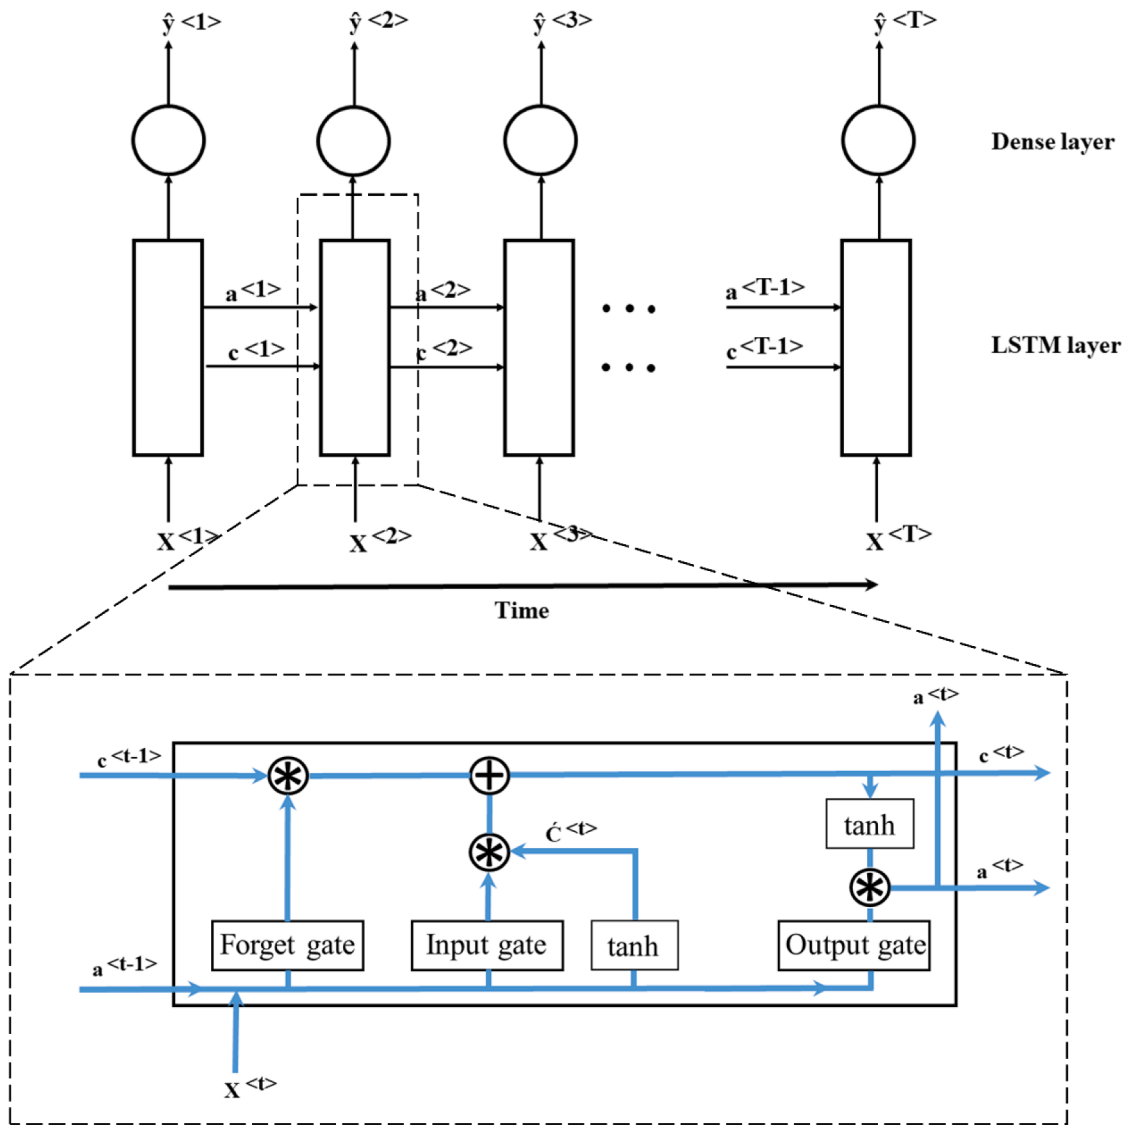 ŷ<1> ŷ<2> ŷ<3> ŷ<T>
Dense layer
a<1> a<2> a<T-1>
c<1> c<2> c<T-1>
LSTM layer
X<1> X<2> X<3> X<T>
Time
a<t>
c<t-1> c<t>
tanh
Ć<t>
a<t>
Forget gate Input gate tanh Output gate
a<t-1>
X<t>